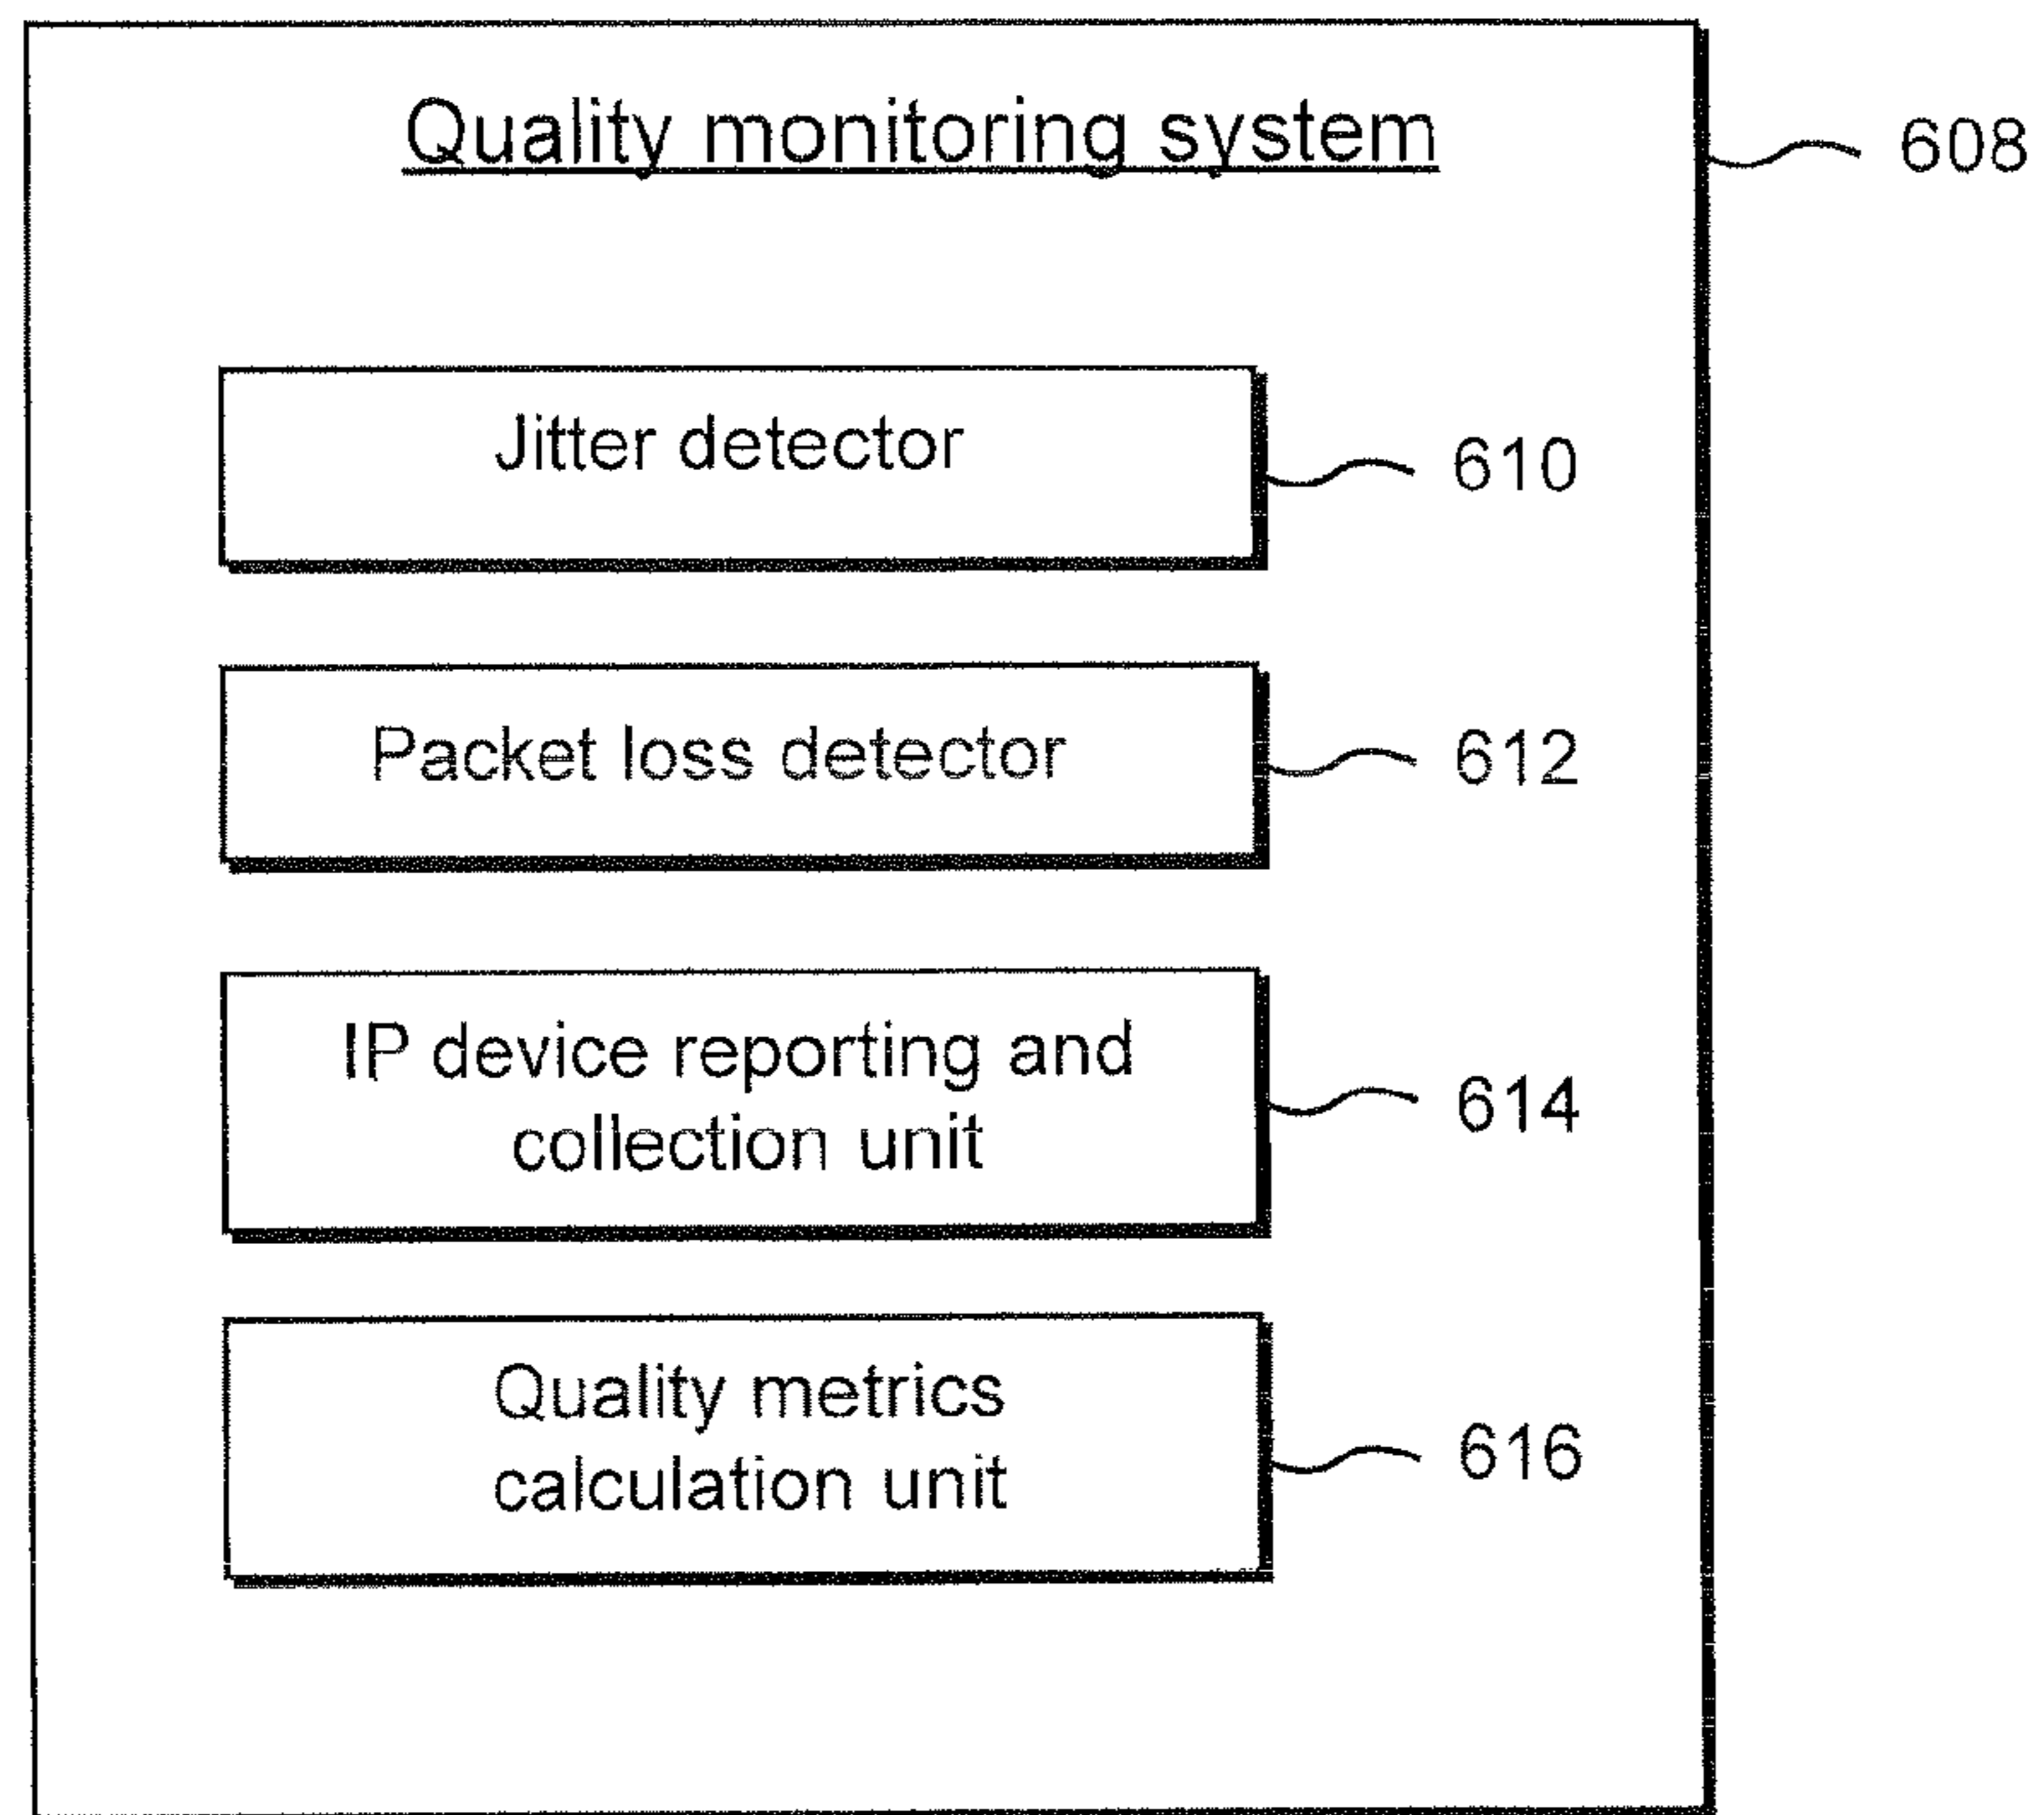 Quality monitoring system
608
Jitter detector
610
Packet loss detector
612
IP device reporting and
collection unit
614
Quality metrics
calculation unit
616